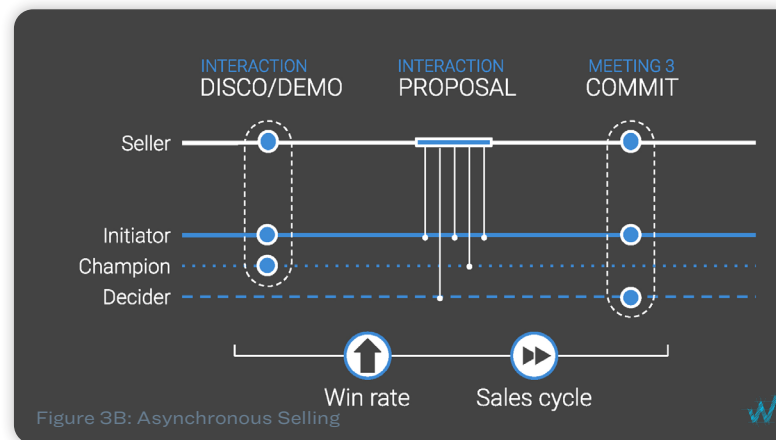 INTERACTION
DISCO/DEMO
INTERACTION
PROPOSAL
MEETING 3
COMMIT
Seller
Initiator
Champion
Decider
Win rate
Sales cycle
Figure 3B: Asynchronous Selling